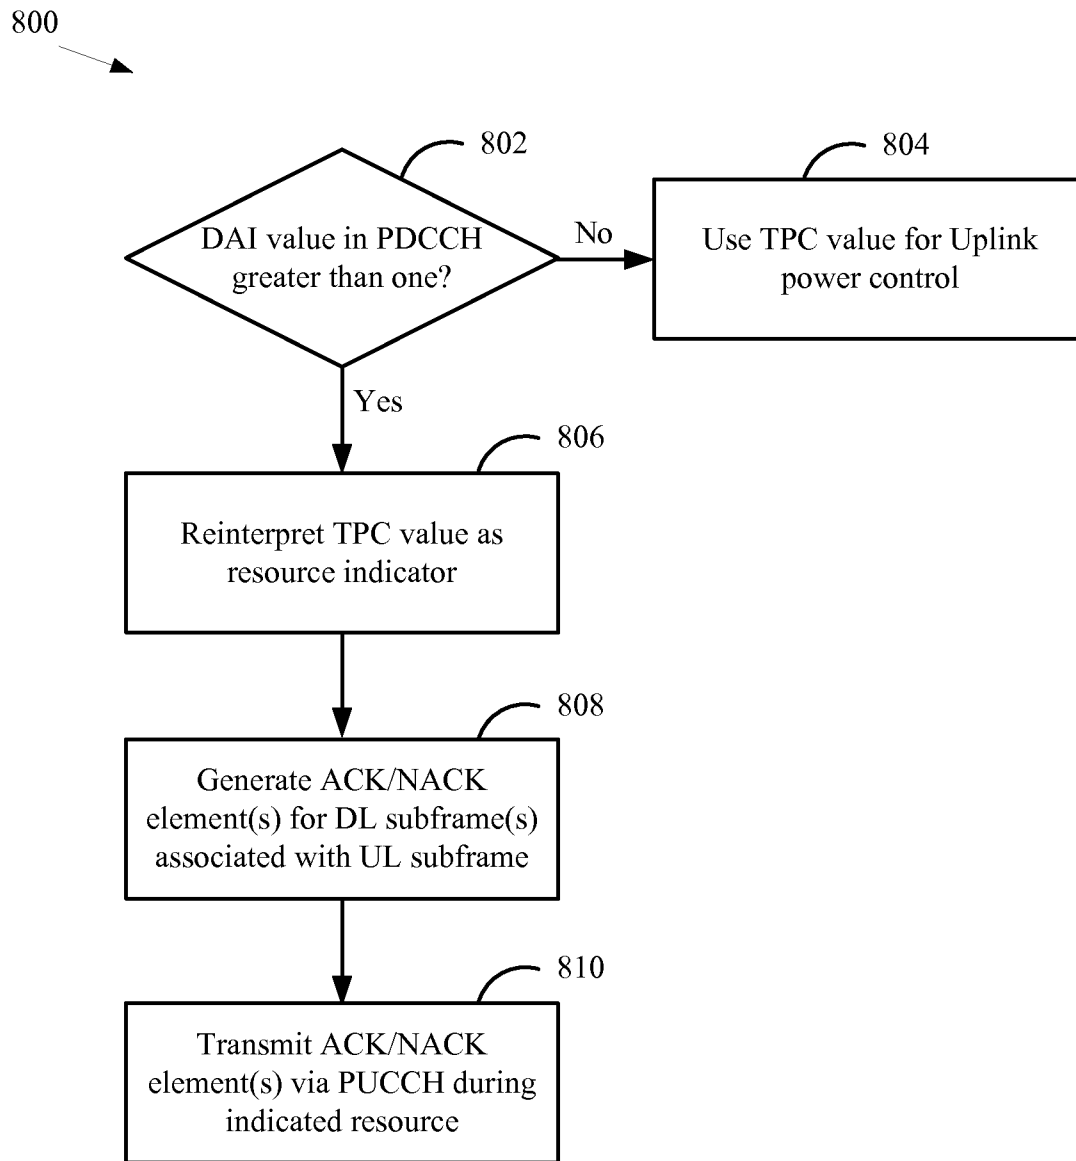 800
802
DAI value in PDCCH
greater than one?
No
804
Use TPC value for Uplink
power control
Yes
806
Reinterpret TPC value as
resource indicator
808
Generate ACK/NACK
element(s) for DL subframe(s)
associated with UL subframe
810
Transmit ACK/NACK
element(s) via PUCCH during
indicated resource